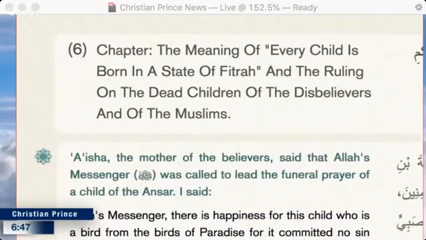 Christian Prince News — Live @ 152.5% — Ready
(6) Chapter: The Meaning Of "Every Child Is
Born In A State Of Fitrah" And The Ruling
On The Dead Children Of The Disbelievers
And Of The Muslims.
'A'isha, the mother of the believers, said that Allah's
Messenger (ﷺ) was called to lead the funeral prayer of
a child of the Ansar. I said:
's Messenger, there is happiness for this child who is
a bird from the birds of Paradise for it committed no sin
Christian Prince
6:47